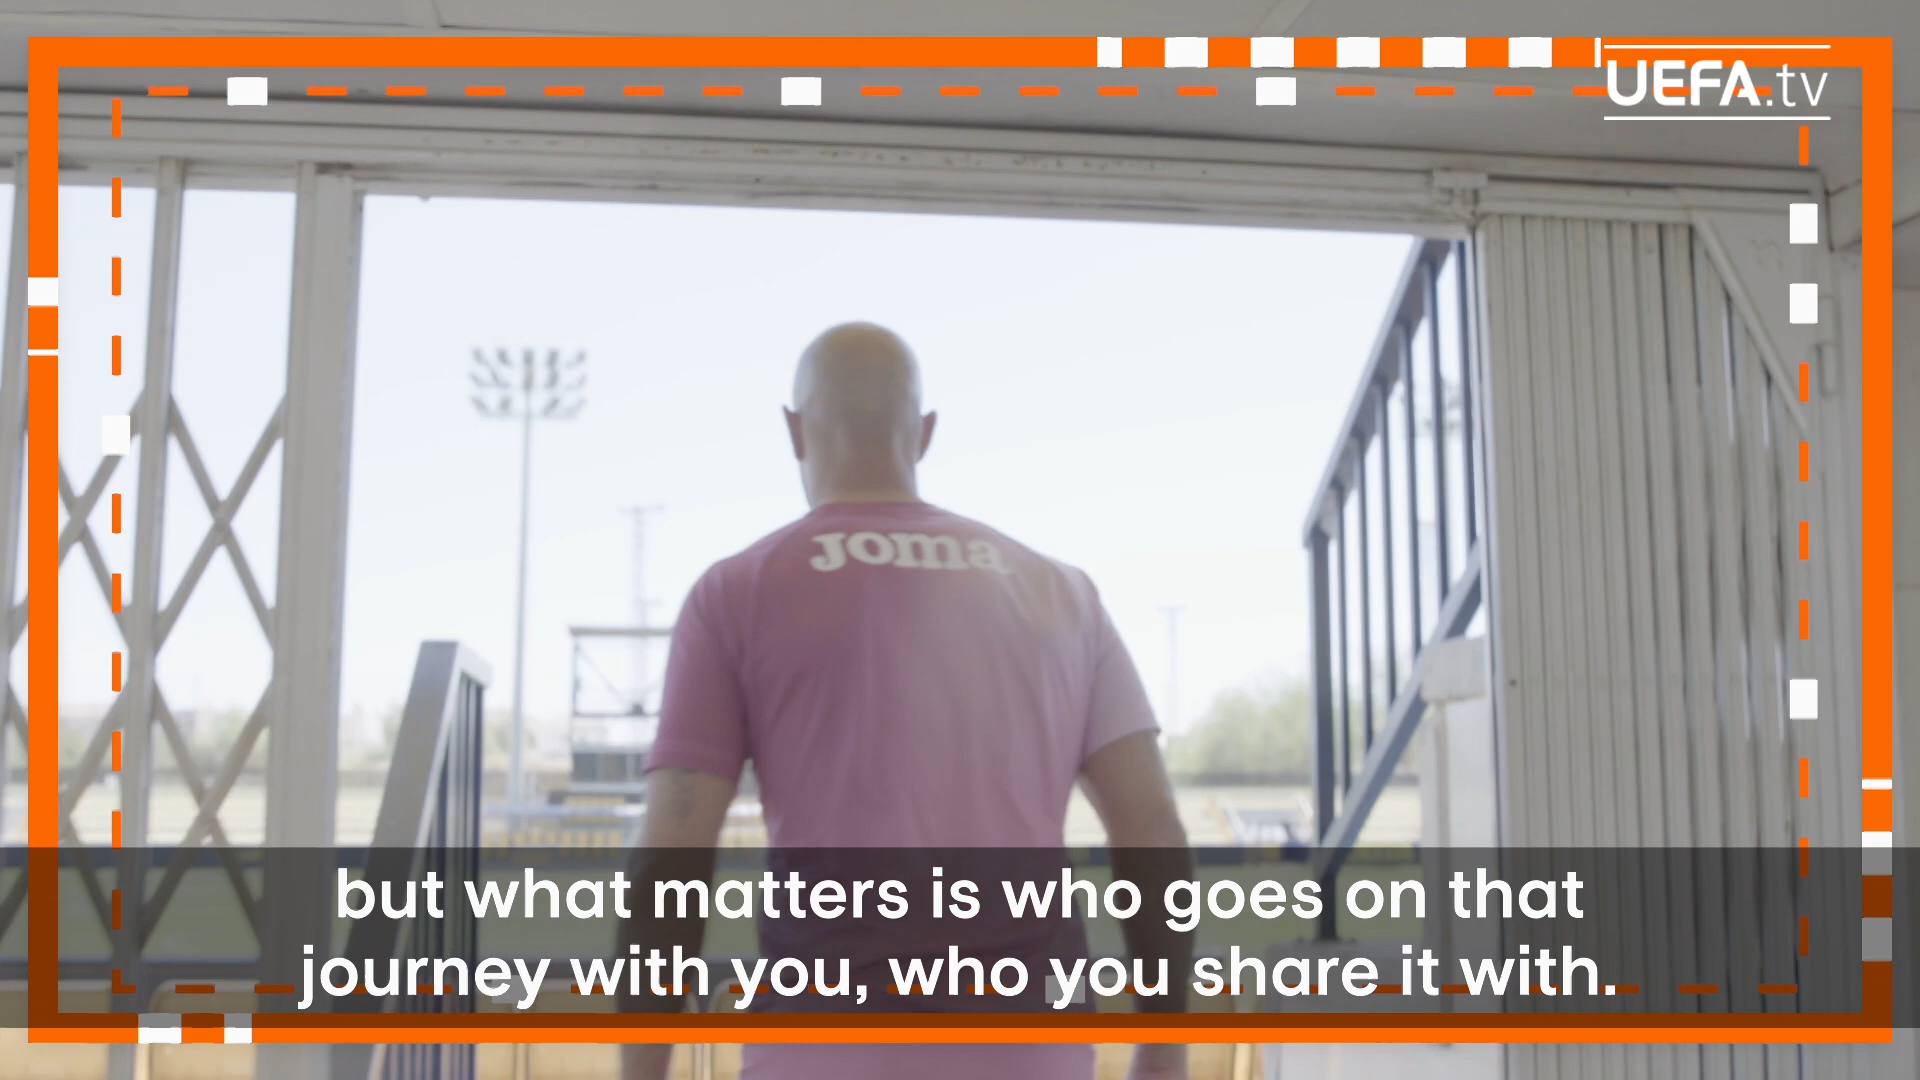 UEFA.tv
Joma
but what matters is who goes on that
journey with you, who you share it with.